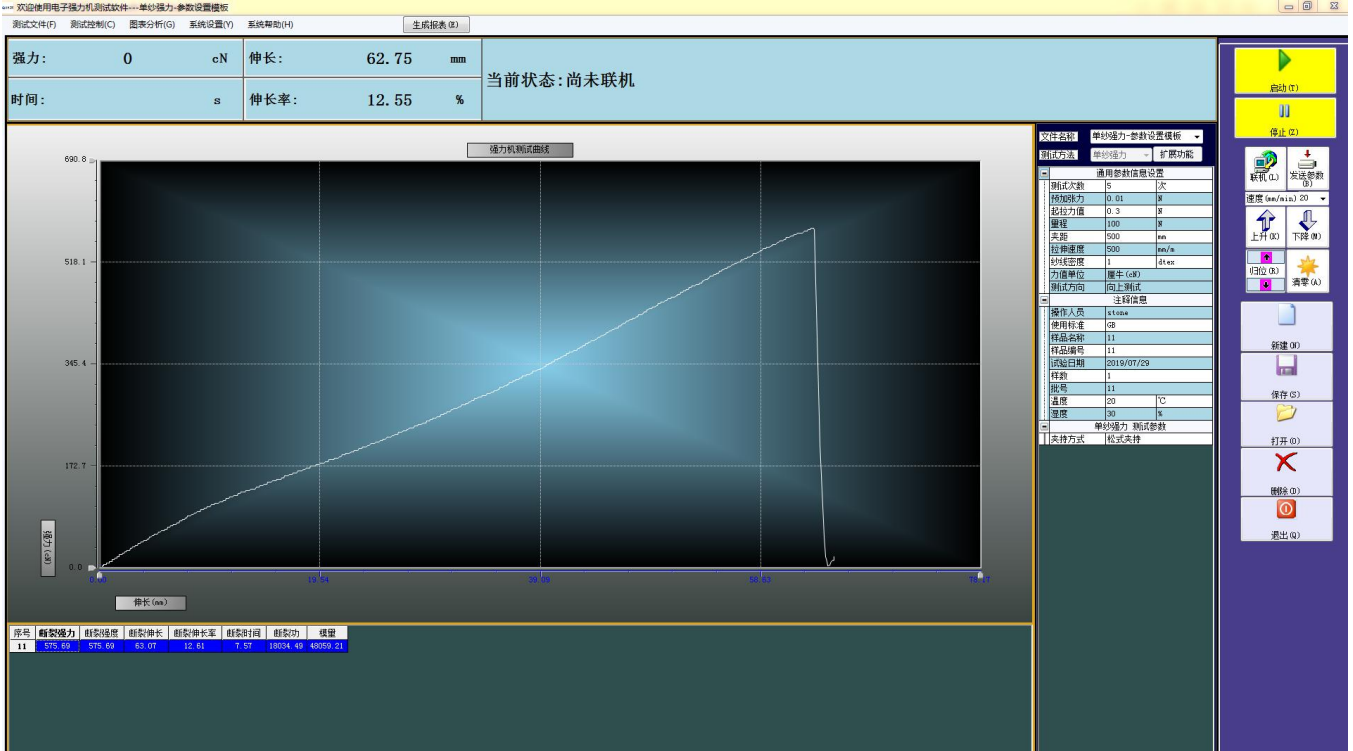 欢迎使用电子强力机测试软件---单纱强力-参数设置模板
测试文件(F) 测试控制(C) 图表分析(G) 系统设置(Y) 系统帮助(H) 生成报表(E)
强力: 0 cN 伸长: 62.75 mm
当前状态:尚未联机
时间: s 伸长率: 12.55 %
强力机测试曲线
690.8
518.1
345.4
172.7
0.0
强力(cN)
0.00 19.54 39.09 58.63 78.17
伸长(mm)
文件名称 单纱强力-参数设置模板
测试方法 单纱强力 扩展功能
通用参数信息设置
测试次数 5 次
预加张力 0.01 N
起拉力值 0.3 N
量程 100 N
夹距 500 mm
拉伸速度 500 mm/m
纱线密度 1 dtex
力值单位 厘牛(cN)
测试方向 向上测试
注释信息
操作人员 stone
使用标准 GB
样品名称 11
样品编号 11
试验日期 2019/07/29
样数 1
批号 11
温度 20 ℃
湿度 30 %
单纱强力 测试参数
夹持方式 松式夹持
启动(T)
停止(Z)
联机(L) 发送参数(B)
速度(mm/min) 20
上升(K) 下降(M)
归位(R) 清零(A)
新建(N)
保存(S)
打开(O)
删除(D)
退出(Q)
序号 断裂强力 断裂强度 断裂伸长 断裂伸长率 断裂时间 断裂功 模量
11 575.69 575.69 63.07 12.61 7.57 18034.49 48059.21